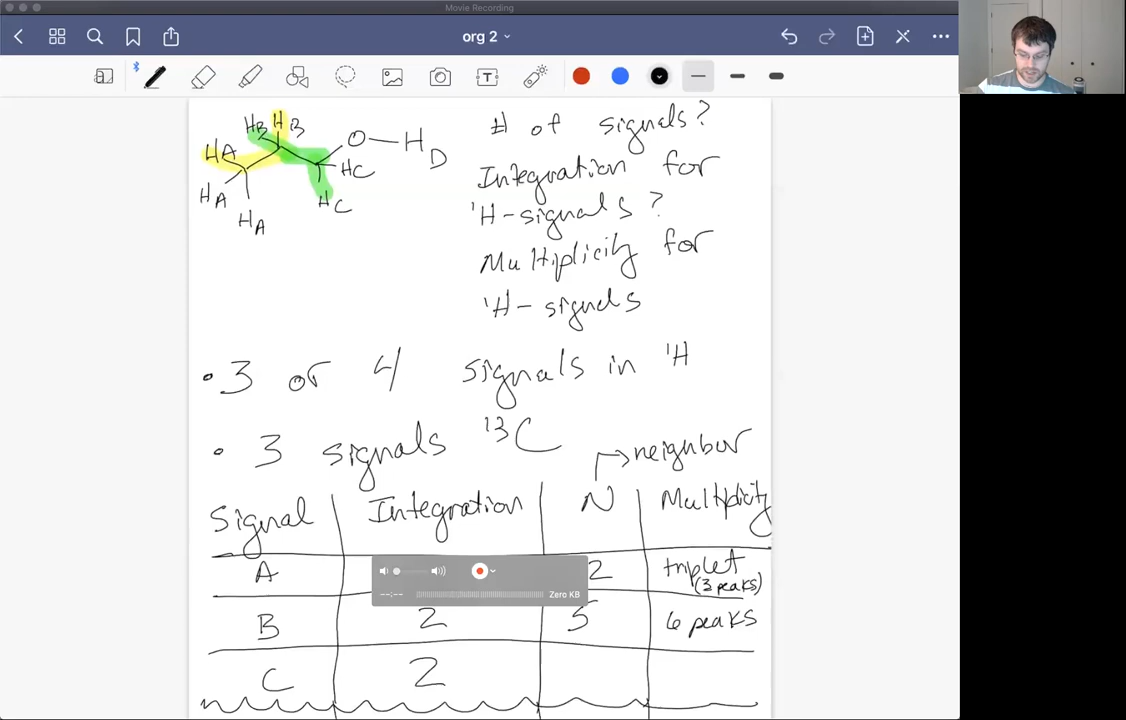 Movie Recording
org 2
HB HB
HA
O-HD
HC
HA
HC
HA
# of signals?
Integration for
¹H-signals?
Multiplicity for
¹H-signals
• 3 or 4 signals in ¹H
• 3 signals ¹³C
→neighbor
Signal Integration N Multiplicity
A 2 triplet
(3 peaks)
--:-- Zero KB
B 2 5 6 peaks
C 2